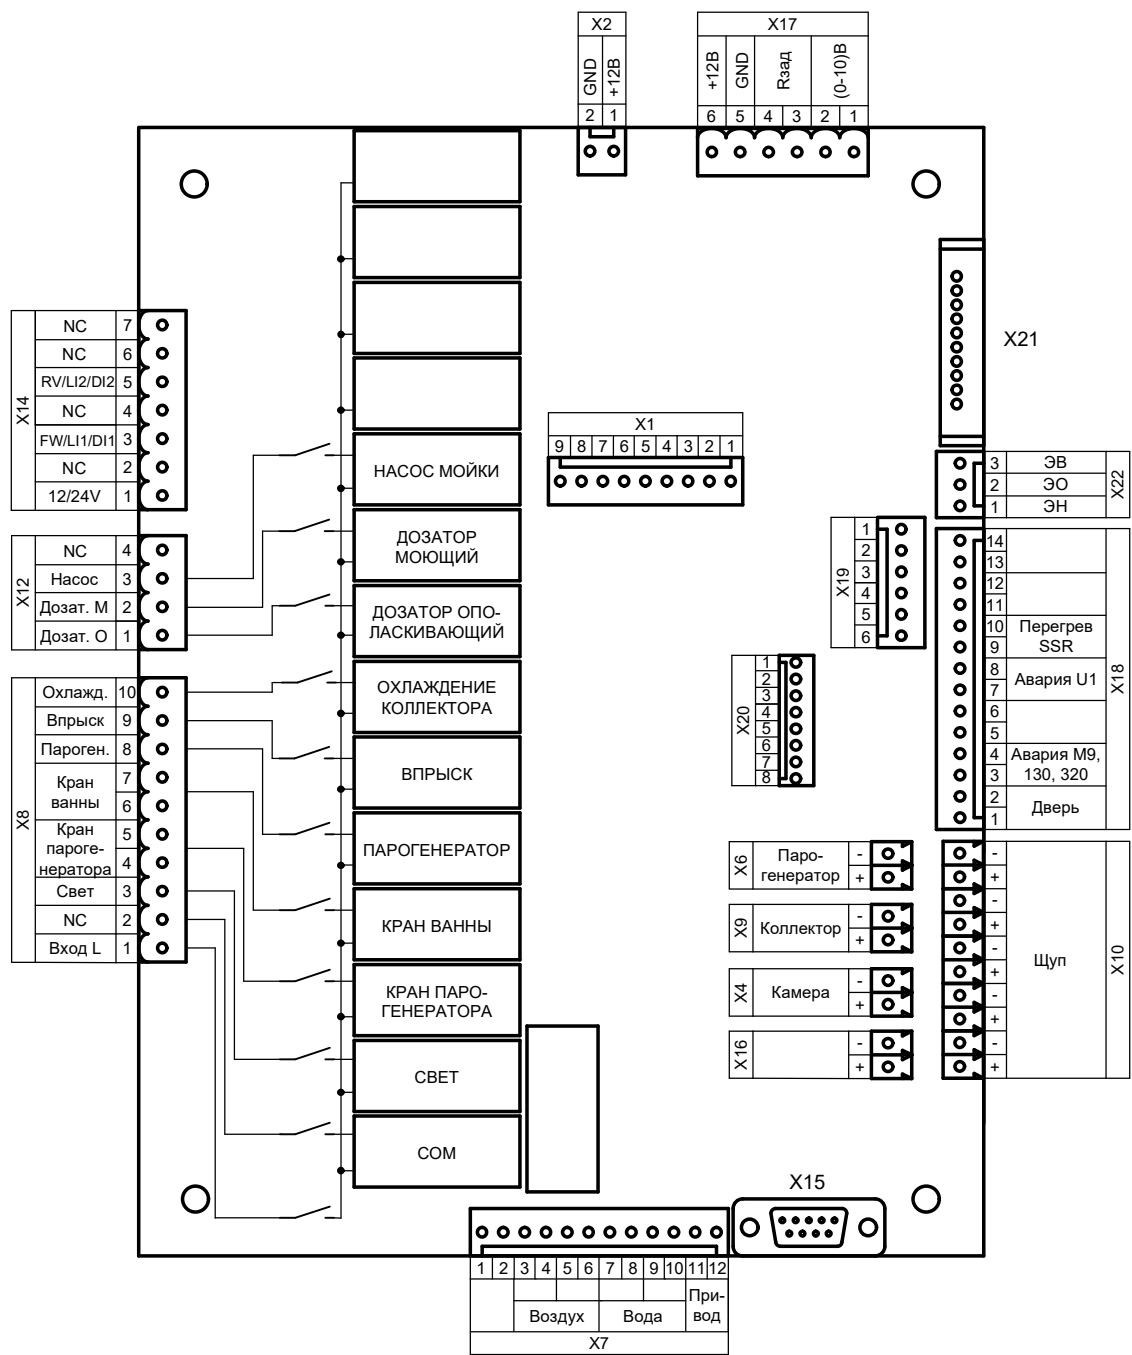 X2
GND
+12В
2 1
X17
+12В
GND
Rзад
(0-10)В
6 5 4 3 2 1
X21
X14
NC 7
NC 6
RV/LI2/DI2 5
NC 4
FW/LI1/DI1 3
NC 2
12/24V 1
X12
NC 4
Насос 3
Дозат. М 2
Дозат. О 1
X8
Охлажд. 10
Впрыск 9
Пароген. 8
Кран
ванны
7
6
Кран
пароге-
нератора
5
4
Свет 3
NC 2
Вход L 1
НАСОС МОЙКИ
ДОЗАТОР
МОЮЩИЙ
ДОЗАТОР ОПО-
ЛАСКИВАЮЩИЙ
ОХЛАЖДЕНИЕ
КОЛЛЕКТОРА
ВПРЫСК
ПАРОГЕНЕРАТОР
КРАН ВАННЫ
КРАН ПАРО-
ГЕНЕРАТОРА
СВЕТ
COM
X1
9 8 7 6 5 4 3 2 1
X22
3 ЭВ
2 ЭО
1 ЭН
X19
1
2
3
4
5
6
X20
1
2
3
4
5
6
7
8
X18
14
13
12
11
10
9
Перегрев
SSR
8
7
Авария U1
6
5
4
3
Авария М9,
130, 320
2
1
Дверь
X6
Паро-
генератор
-
+
X9
Коллектор
-
+
X4
Камера
-
+
X16
-
+
X10
Щуп
-
+
-
+
-
+
-
+
-
+
X15
1 2 3 4 5 6 7 8 9 10 11 12
Воздух
Вода
При-
вод
X7